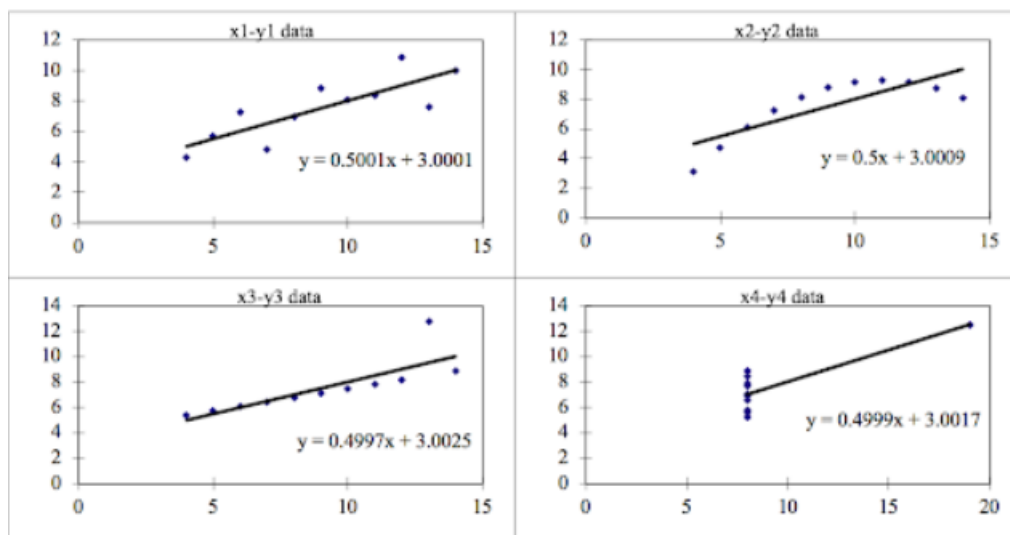 x1-y1 data
12
10
8
6
4
2
0
y = 0.5001x + 3.0001
0 5 10 15
x2-y2 data
12
10
8
6
4
2
0
y = 0.5x + 3.0009
0 5 10 15
x3-y3 data
14
12
10
8
6
4
2
0
y = 0.4997x + 3.0025
0 5 10 15
x4-y4 data
14
12
10
8
6
4
2
0
y = 0.4999x + 3.0017
0 5 10 15 20